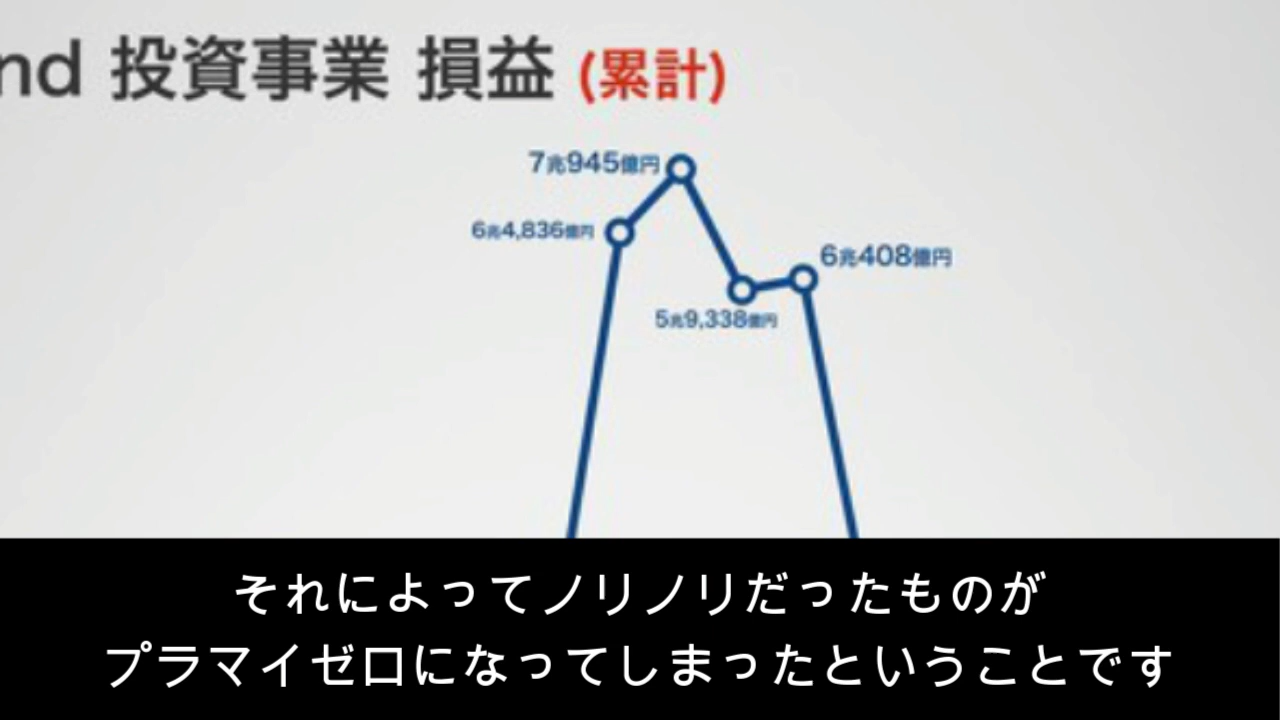 nd 投資事業 損益 (累計)
7兆945億円
6兆4,836億円
6兆408億円
5兆9,338億円
それによってノリノリだったものが
プラマイゼロになってしまったということです